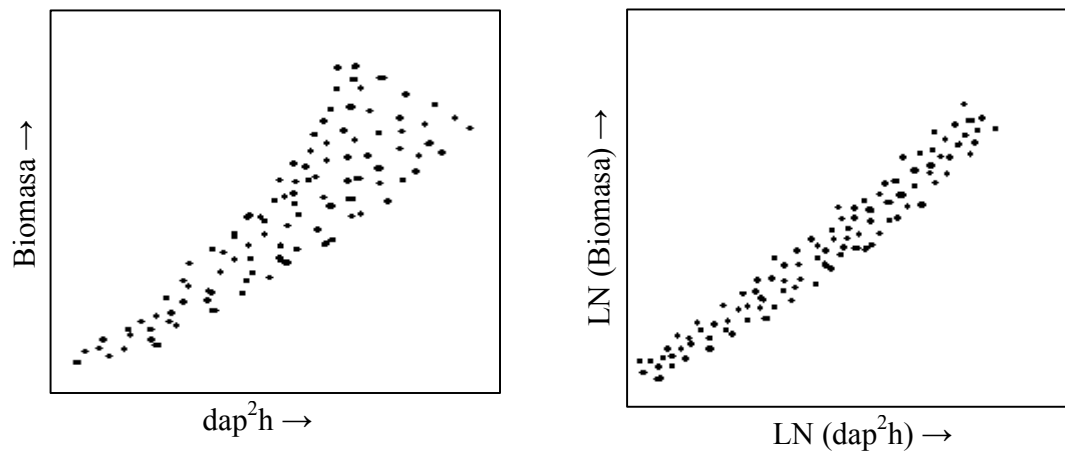 Biomasa →
dap²h →
LN (Biomasa) →
LN (dap²h) →